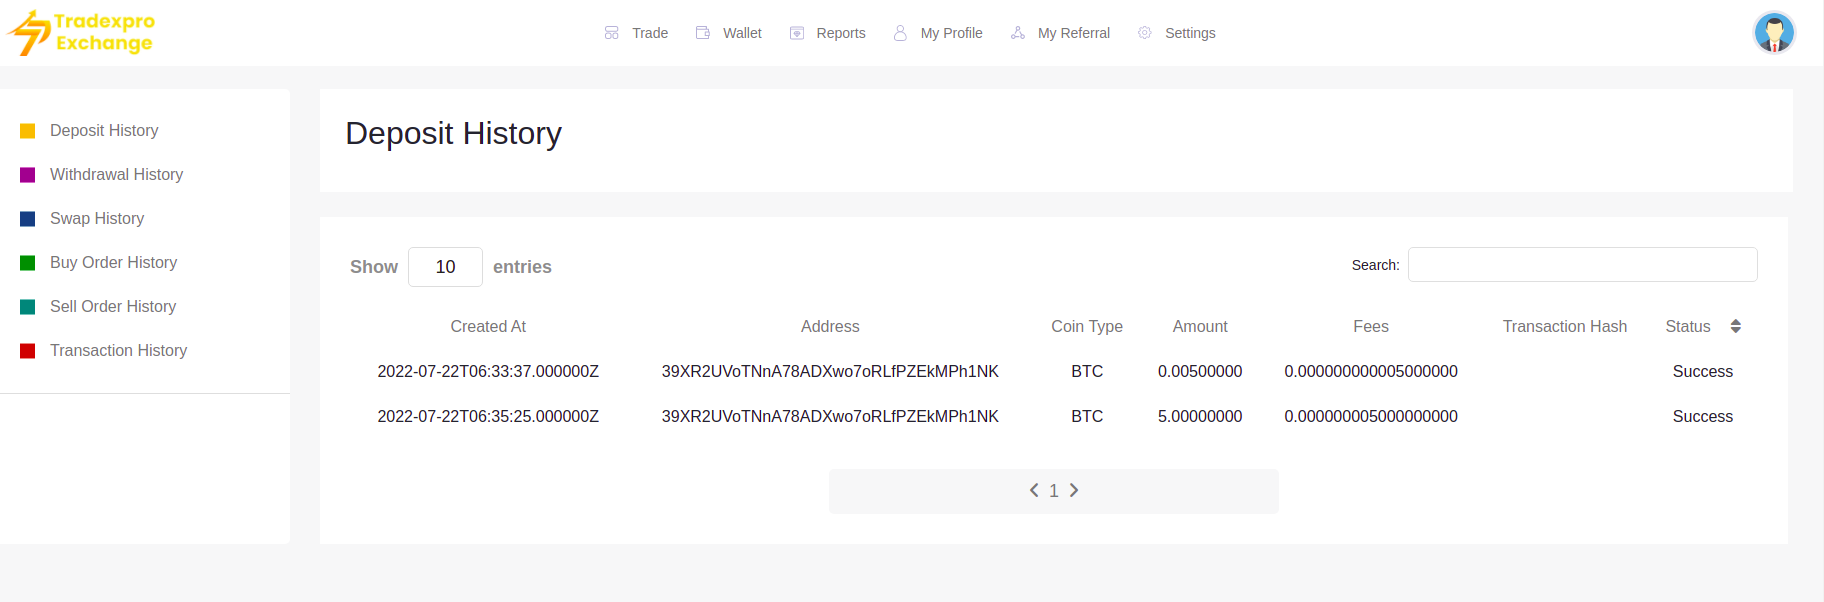 Tradexpro
Exchange
Trade Wallet Reports My Profile My Referral Settings
Deposit History
Withdrawal History
Swap History
Buy Order History
Sell Order History
Transaction History
Deposit History
Show 10 entries Search:
Created At Address Coin Type Amount Fees Transaction Hash Status
2022-07-22T06:33:37.000000Z 39XR2UVoTNnA78ADXwo7oRLfPZEkMPh1NK BTC 0.00500000 0.000000000005000000 Success
2022-07-22T06:35:25.000000Z 39XR2UVoTNnA78ADXwo7oRLfPZEkMPh1NK BTC 5.00000000 0.000000005000000000 Success
1